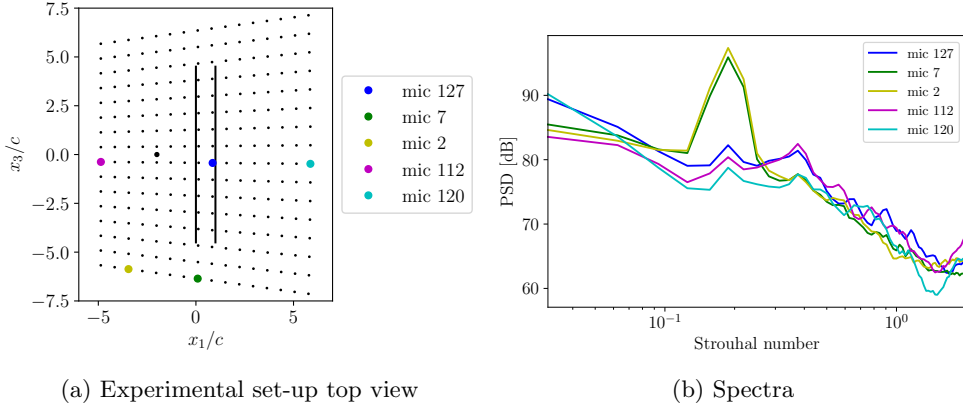 7.5
5.0
2.5
0.0
−2.5
−5.0
−7.5
x₃/c
−5
0
5
x₁/c
mic 127
mic 7
mic 2
mic 112
mic 120
(a) Experimental set-up top view
90
80
70
60
PSD [dB]
10⁻¹
10⁰
Strouhal number
mic 127
mic 7
mic 2
mic 112
mic 120
(b) Spectra